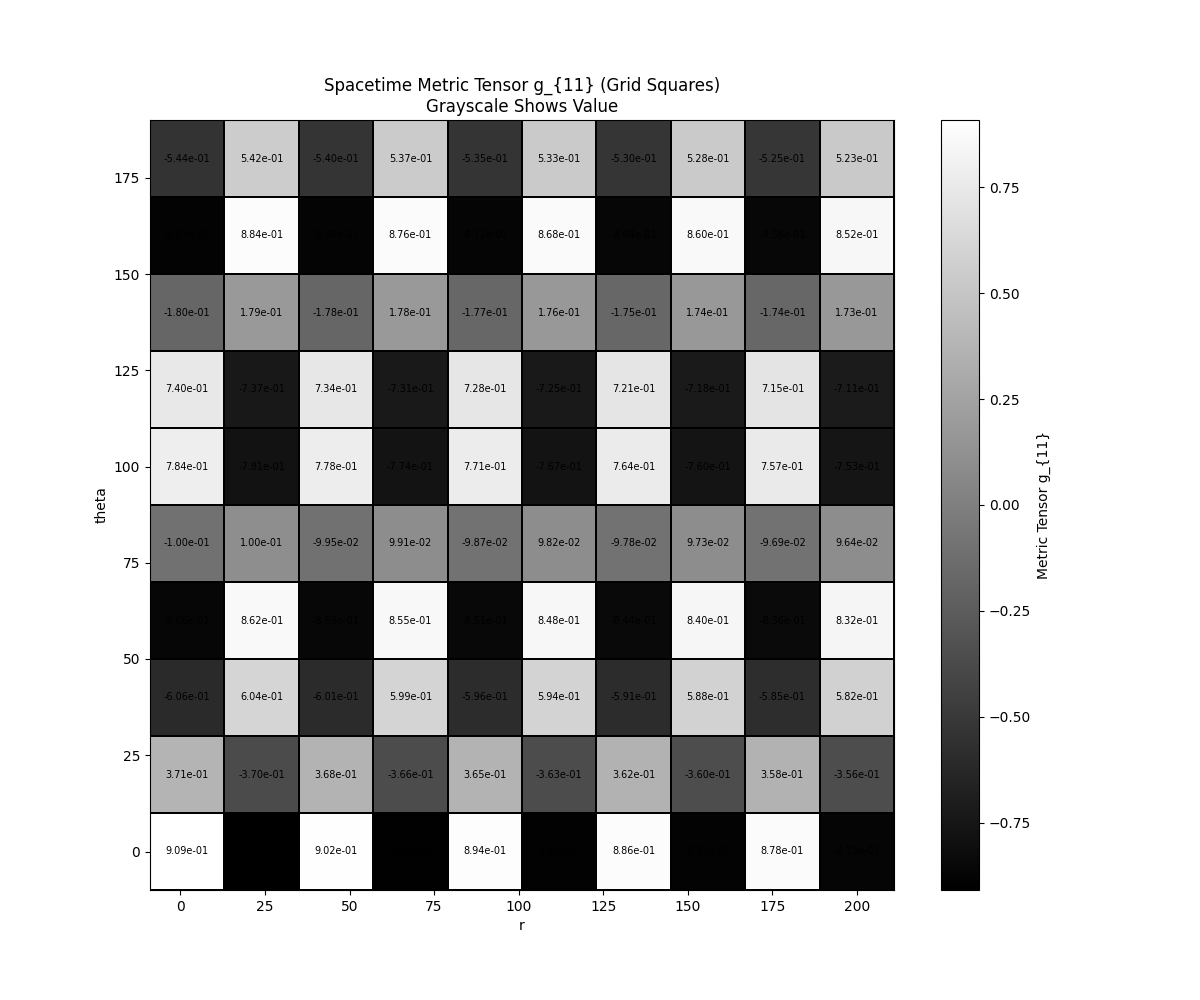 Spacetime Metric Tensor g_{11} (Grid Squares)
Grayscale Shows Value
-5.44e-01 5.42e-01 -5.40e-01 5.37e-01 -5.35e-01 5.33e-01 -5.30e-01 5.28e-01 -5.25e-01 5.23e-01
175
8.84e-01 8.76e-01 8.68e-01 8.60e-01 8.52e-01
150
-1.80e-01 1.79e-01 -1.78e-01 1.78e-01 -1.77e-01 1.76e-01 -1.75e-01 1.74e-01 -1.74e-01 1.73e-01
7.40e-01 -7.37e-01 7.34e-01 -7.31e-01 7.28e-01 -7.25e-01 7.21e-01 -7.18e-01 7.15e-01 -7.11e-01
125
7.84e-01 -7.81e-01 7.78e-01 -7.74e-01 7.71e-01 -7.67e-01 7.64e-01 -7.60e-01 7.57e-01 -7.53e-01
100
theta
-1.00e-01 1.00e-01 -9.95e-02 9.91e-02 -9.87e-02 9.82e-02 -9.78e-02 9.73e-02 -9.69e-02 9.64e-02
75
8.62e-01 8.55e-01 8.48e-01 8.40e-01 8.32e-01
50
-6.06e-01 6.04e-01 -6.01e-01 5.99e-01 -5.96e-01 5.94e-01 -5.91e-01 5.88e-01 -5.85e-01 5.82e-01
3.71e-01 -3.70e-01 3.68e-01 -3.66e-01 3.65e-01 -3.63e-01 3.62e-01 -3.60e-01 3.58e-01 -3.56e-01
25
9.09e-01 9.02e-01 8.94e-01 8.86e-01 8.78e-01
0
0 25 50 75 100 125 150 175 200
r
0.75
0.50
0.25
0.00
−0.25
−0.50
−0.75
Metric Tensor g_{11}